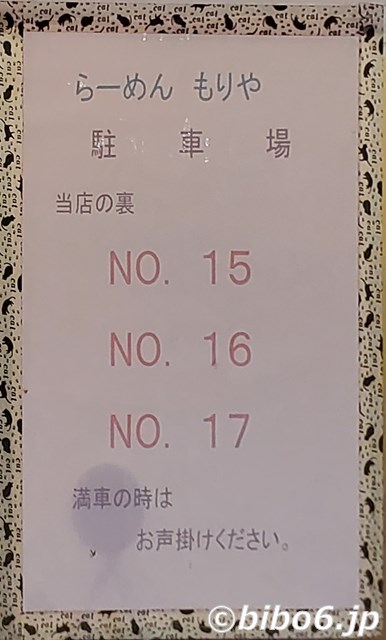 らーめん もりや
駐 車 場
当店の裏
NO. 15
NO. 16
NO. 17
満車の時は
お声掛けください。
©bibo6.jp